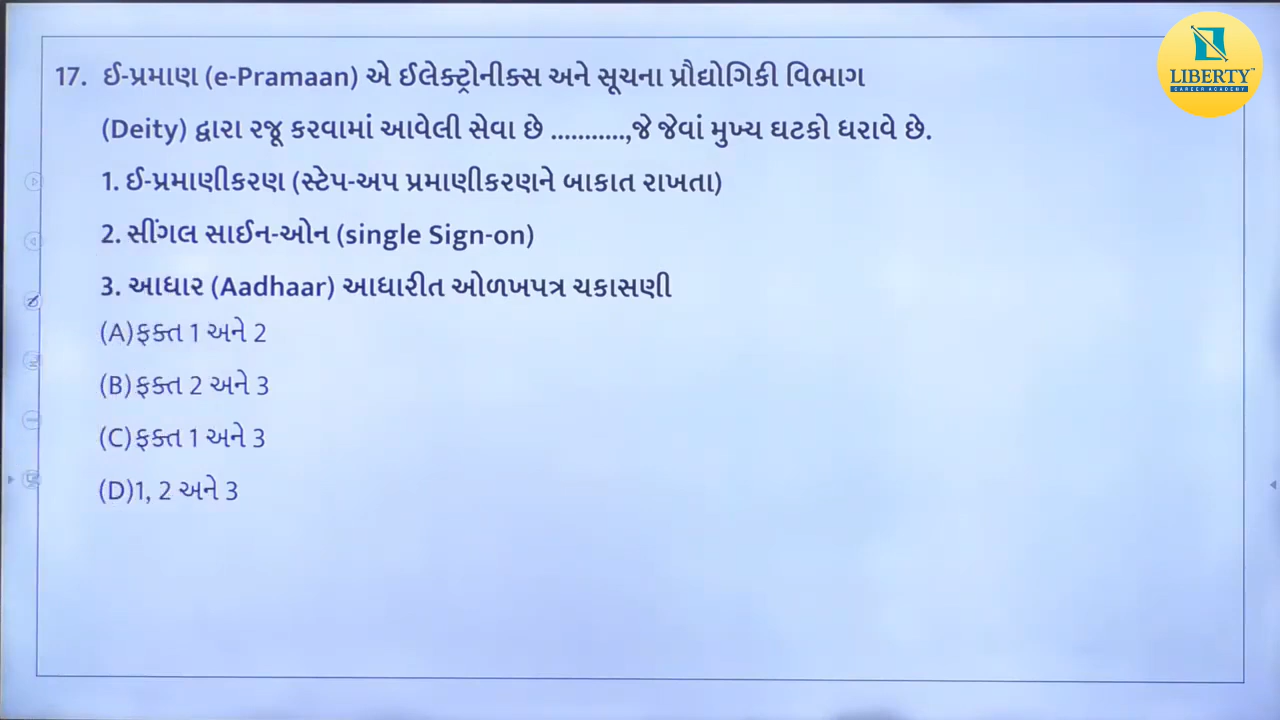 LIBERTY
CAREER ACADEMY
17. ઈ-પ્રમાણ (e-Pramaan) એ ઈલેક્ટ્રોનીક્સ અને સૂચના પ્રૌદ્યોગિકી વિભાગ
(Deity) દ્વારા રજૂ કરવામાં આવેલી સેવા છે ...........,જે જેવાં મુખ્ય ઘટકો ધરાવે છે.
1. ઈ-પ્રમાણીકરણ (સ્ટેપ-અપ પ્રમાણીકરણને બાકાત રાખતા)
2. સીંગલ સાઈન-ઓન (single Sign-on)
3. આધાર (Aadhaar) આધારીત ઓળખપત્ર ચકાસણી
(A)ફક્ત 1 અને 2
(B)ફક્ત 2 અને 3
(C)ફક્ત 1 અને 3
(D)1, 2 અને 3